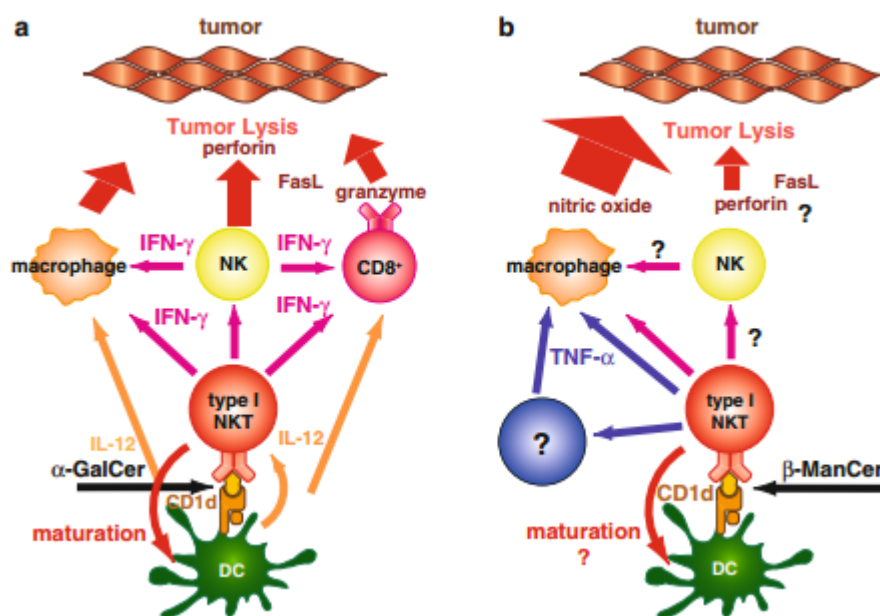 a
tumor
Tumor Lysis
perforin
FasL
granzyme
IFN-γ
IFN-γ
macrophage
NK
CD8+
IFN-γ
IFN-γ
type I
NKT
IL-12
IL-12
α-GalCer
CD1d
maturation
DC
b
tumor
Tumor Lysis
nitric oxide
FasL
perforin
?
?
macrophage
NK
?
TNF-α
type I
NKT
?
CD1d
β-ManCer
maturation
?
DC